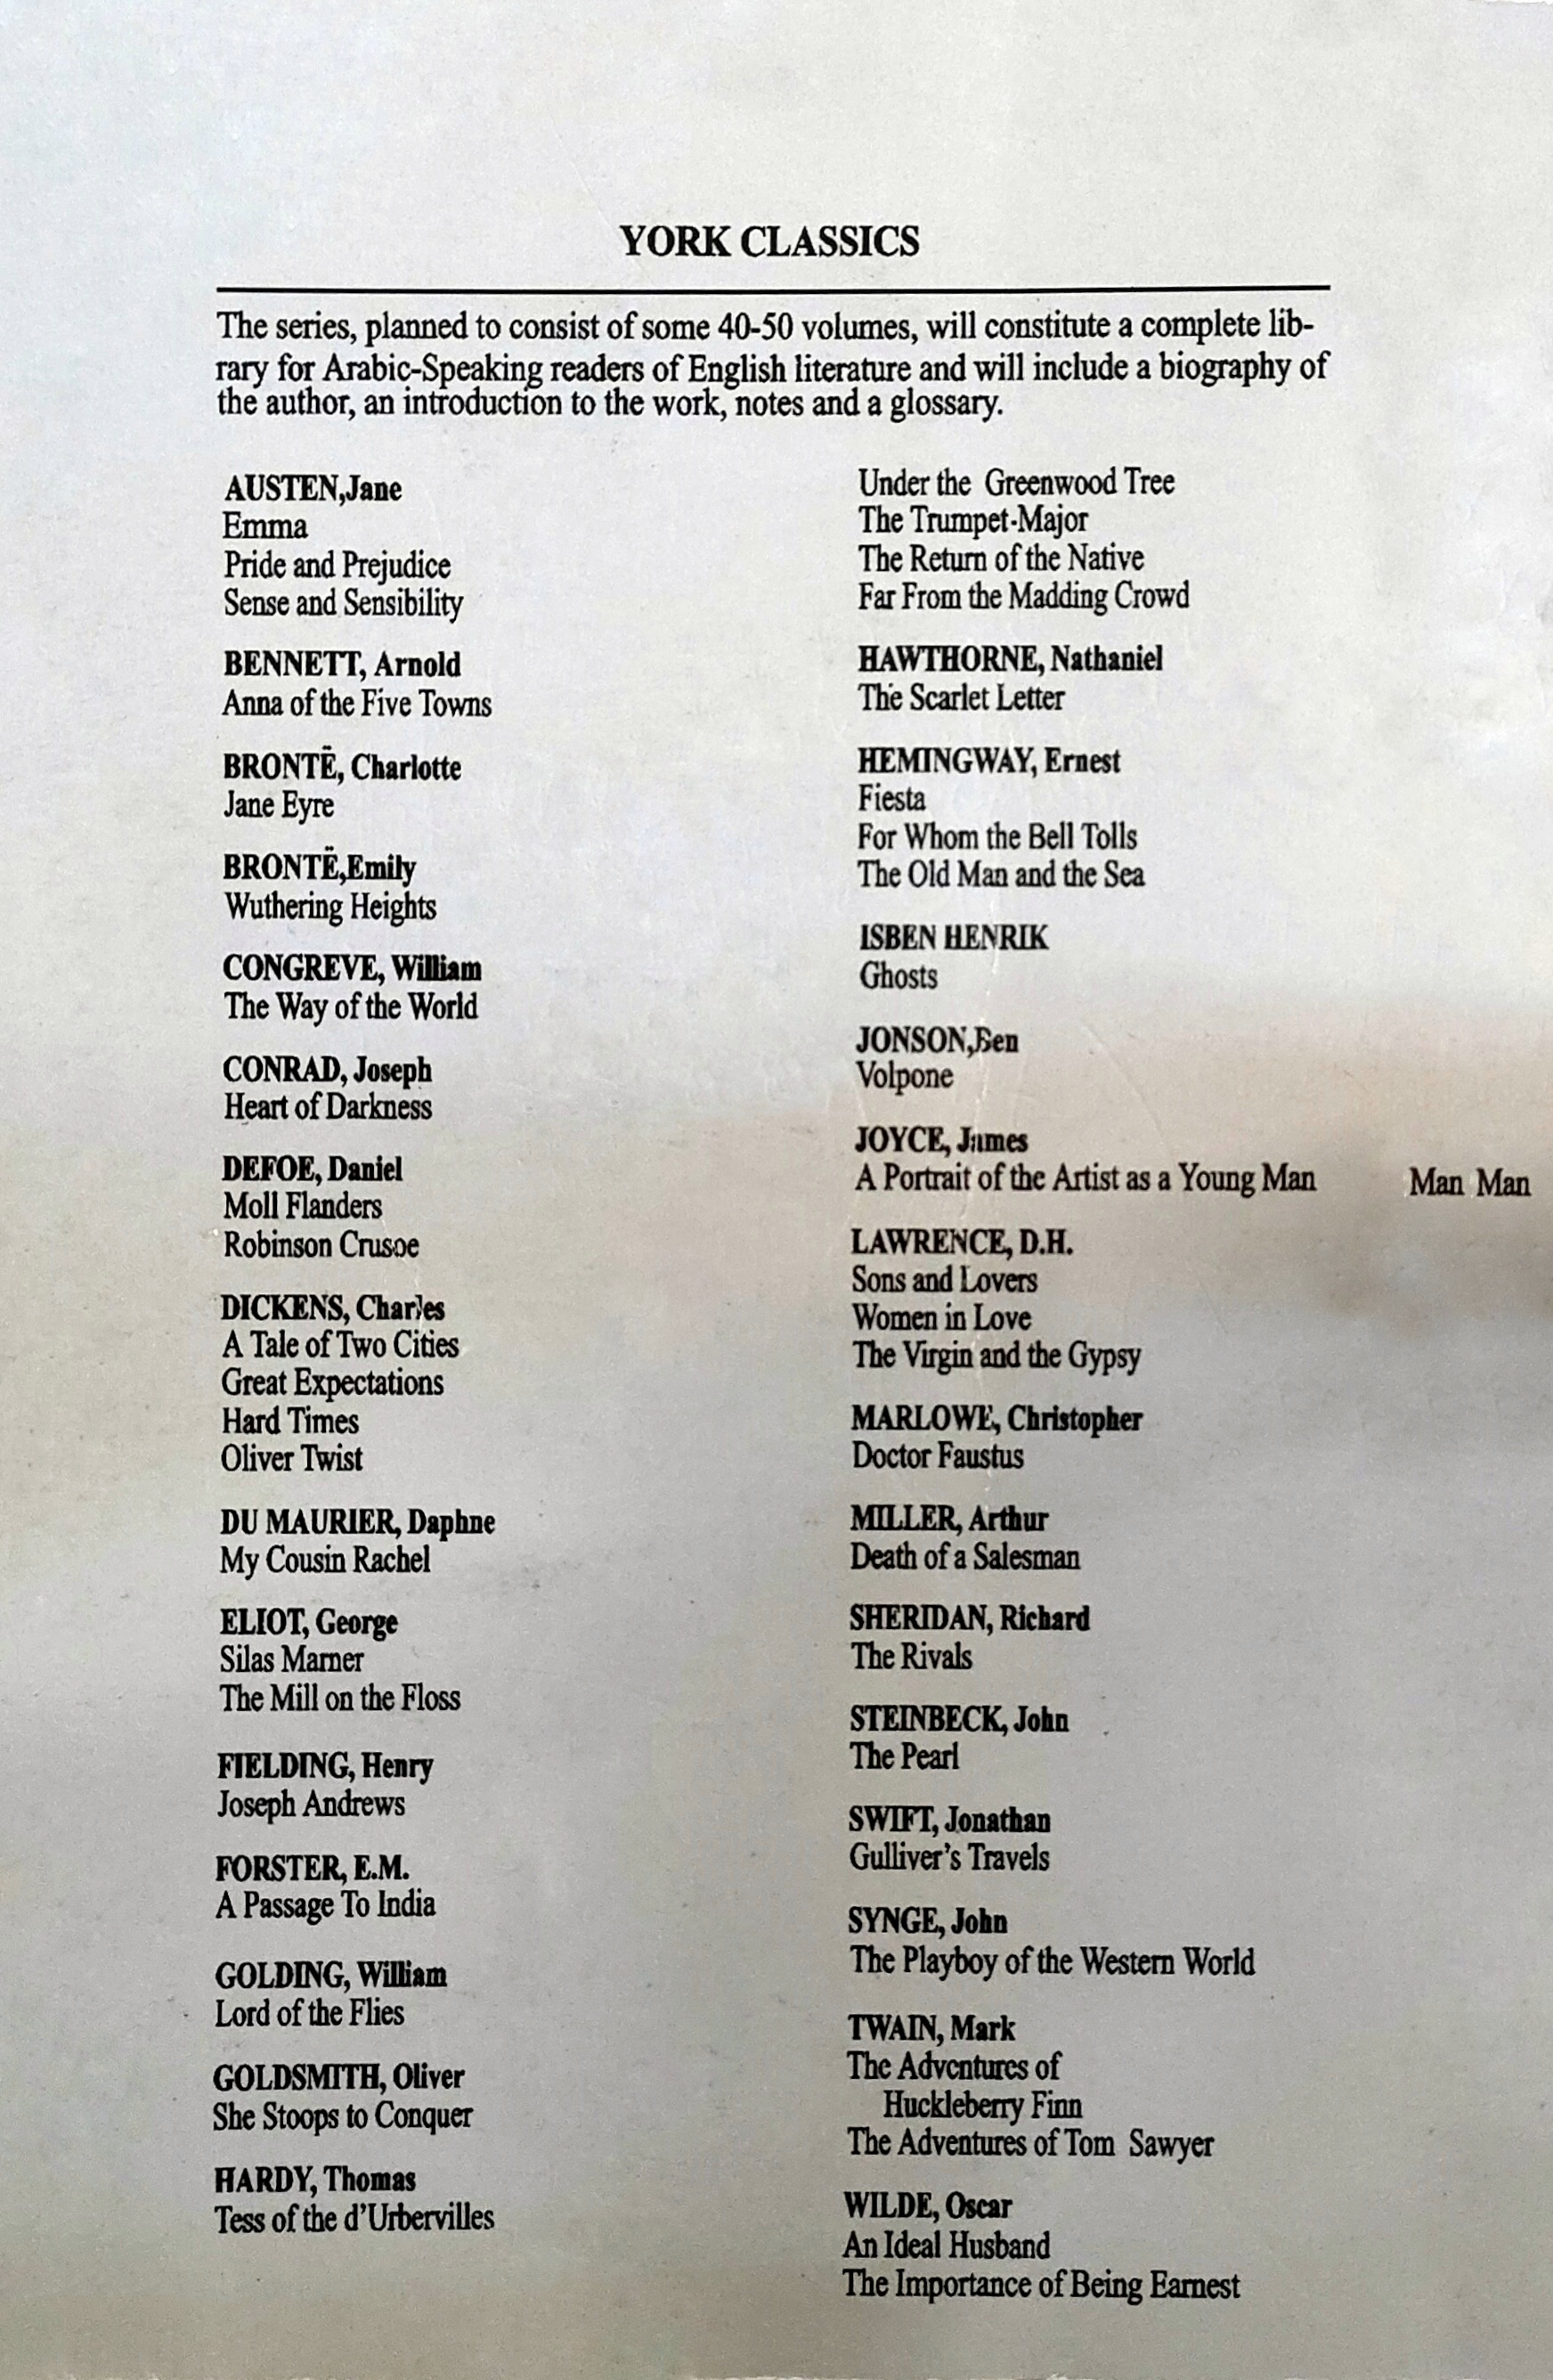 YORK CLASSICS
The series, planned to consist of some 40-50 volumes, will constitute a complete lib-
rary for Arabic-Speaking readers of English literature and will include a biography of
the author, an introduction to the work, notes and a glossary.
AUSTEN,Jane
Emma
Pride and Prejudice
Sense and Sensibility
BENNETT, Arnold
Anna of the Five Towns
BRONTË, Charlotte
Jane Eyre
BRONTË,Emily
Wuthering Heights
CONGREVE, William
The Way of the World
CONRAD, Joseph
Heart of Darkness
DEFOE, Daniel
Moll Flanders
Robinson Crusoe
DICKENS, Charles
A Tale of Two Cities
Great Expectations
Hard Times
Oliver Twist
DU MAURIER, Daphne
My Cousin Rachel
ELIOT, George
Silas Marner
The Mill on the Floss
FIELDING, Henry
Joseph Andrews
FORSTER, E.M.
A Passage To India
GOLDING, William
Lord of the Flies
GOLDSMITH, Oliver
She Stoops to Conquer
HARDY, Thomas
Tess of the d'Urbervilles
Under the Greenwood Tree
The Trumpet-Major
The Return of the Native
Far From the Madding Crowd
HAWTHORNE, Nathaniel
The Scarlet Letter
HEMINGWAY, Ernest
Fiesta
For Whom the Bell Tolls
The Old Man and the Sea
ISBEN HENRIK
Ghosts
JONSON,Ben
Volpone
JOYCE, James
A Portrait of the Artist as a Young Man Man Man
LAWRENCE, D.H.
Sons and Lovers
Women in Love
The Virgin and the Gypsy
MARLOWE, Christopher
Doctor Faustus
MILLER, Arthur
Death of a Salesman
SHERIDAN, Richard
The Rivals
STEINBECK, John
The Pearl
SWIFT, Jonathan
Gulliver's Travels
SYNGE, John
The Playboy of the Western World
TWAIN, Mark
The Adventures of
Huckleberry Finn
The Adventures of Tom Sawyer
WILDE, Oscar
An Ideal Husband
The Importance of Being Earnest